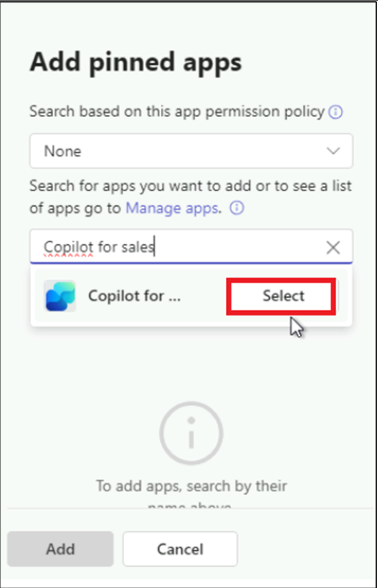 Add pinned apps
Search based on this app permission policy
None
Search for apps you want to add or to see a list
of apps go to Manage apps.
Copilot for sales
Copilot for ...
Select
To add apps, search by their
name above
Add
Cancel